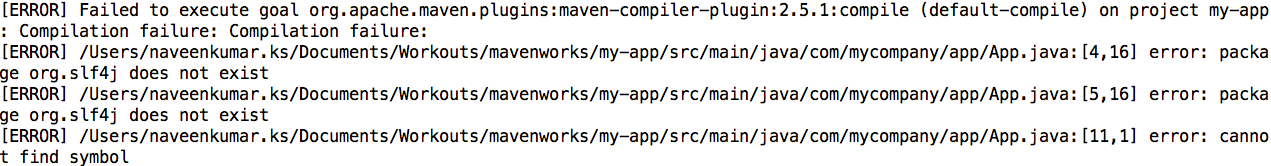 [ERROR] Failed to execute goal org.apache.maven.plugins:maven-compiler-plugin:2.5.1:compile (default-compile) on project my-app
: Compilation failure: Compilation failure:
[ERROR] /Users/naveenkumar.ks/Documents/Workouts/mavenworks/my-app/src/main/java/com/mycompany/app/App.java:[4,16] error: packa
ge org.slf4j does not exist
[ERROR] /Users/naveenkumar.ks/Documents/Workouts/mavenworks/my-app/src/main/java/com/mycompany/app/App.java:[5,16] error: packa
ge org.slf4j does not exist
[ERROR] /Users/naveenkumar.ks/Documents/Workouts/mavenworks/my-app/src/main/java/com/mycompany/app/App.java:[11,1] error: canno
t find symbol